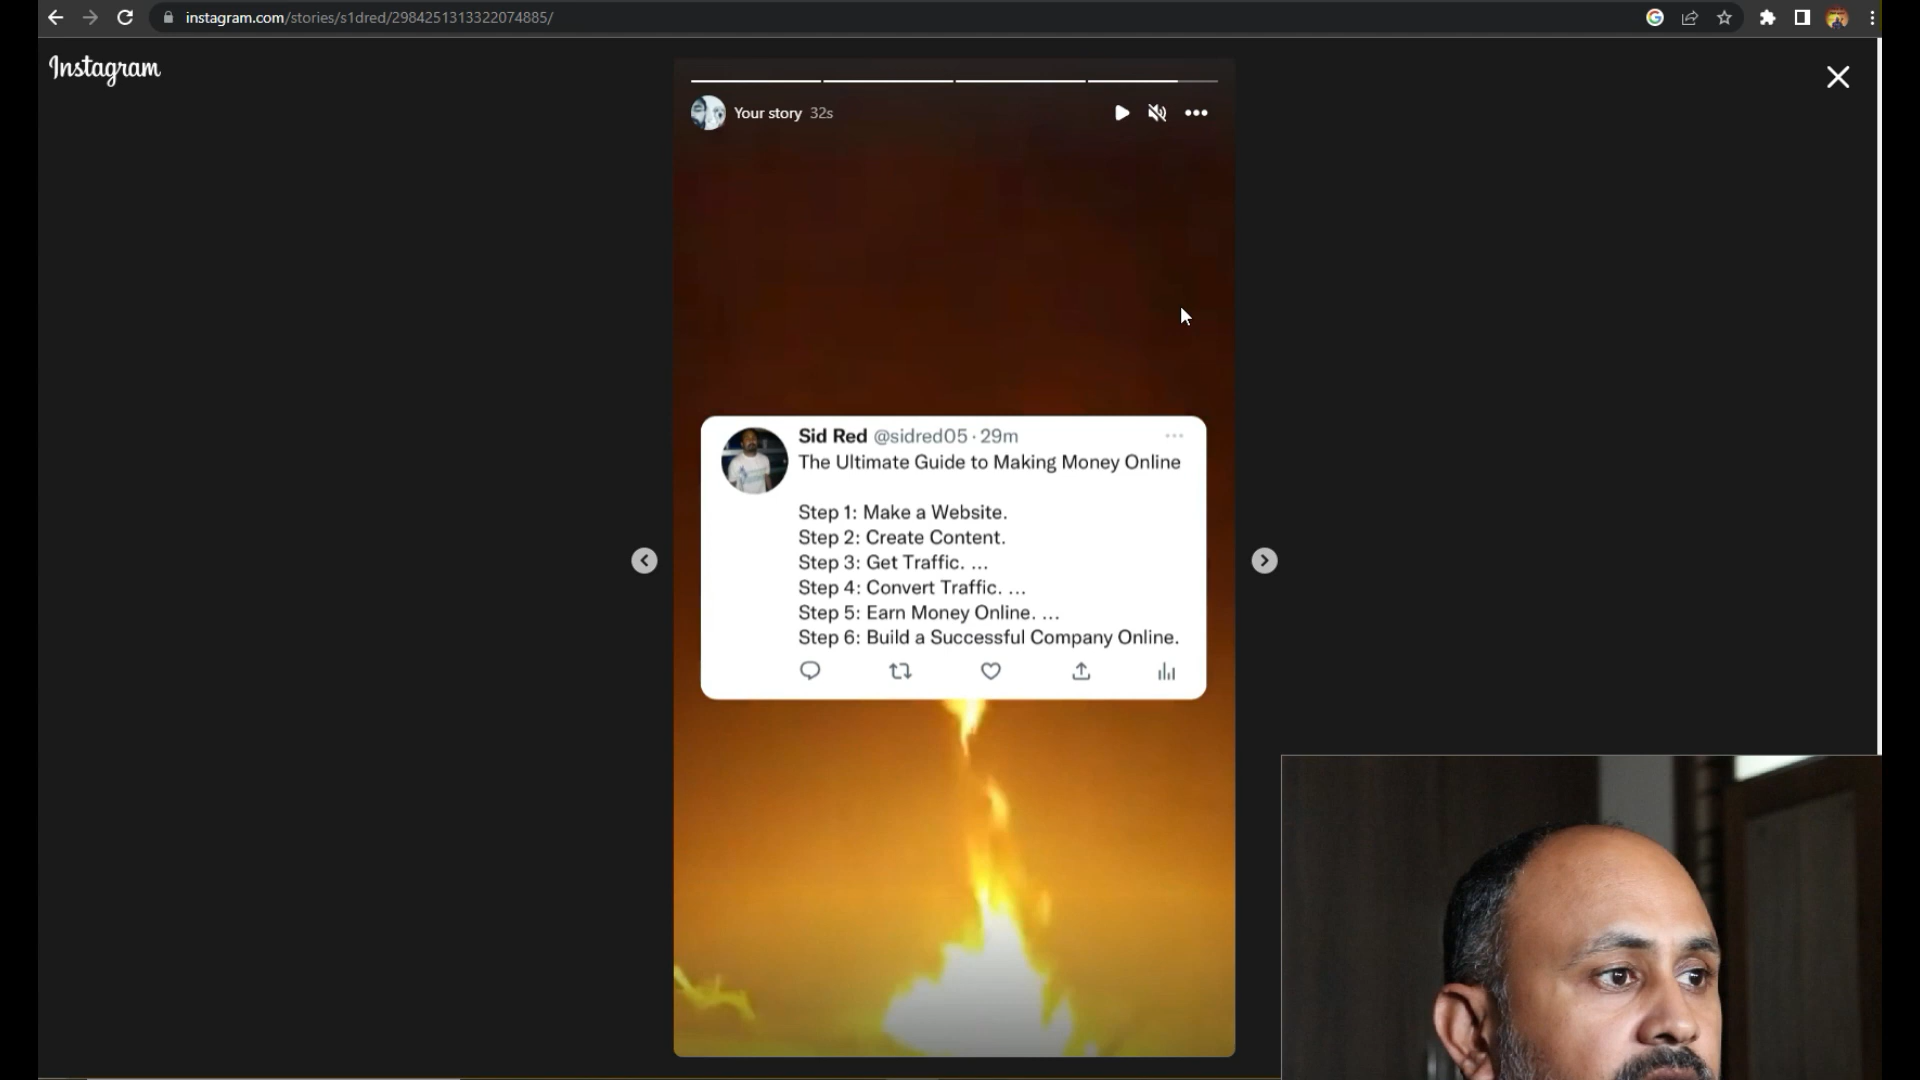 instagram.com/stories/s1dred/2984251313322074885/
Instagram
Your story 32s
Sid Red @sidred05 · 29m
The Ultimate Guide to Making Money Online
Step 1: Make a Website.
Step 2: Create Content.
Step 3: Get Traffic. ...
Step 4: Convert Traffic. ...
Step 5: Earn Money Online. ...
Step 6: Build a Successful Company Online.